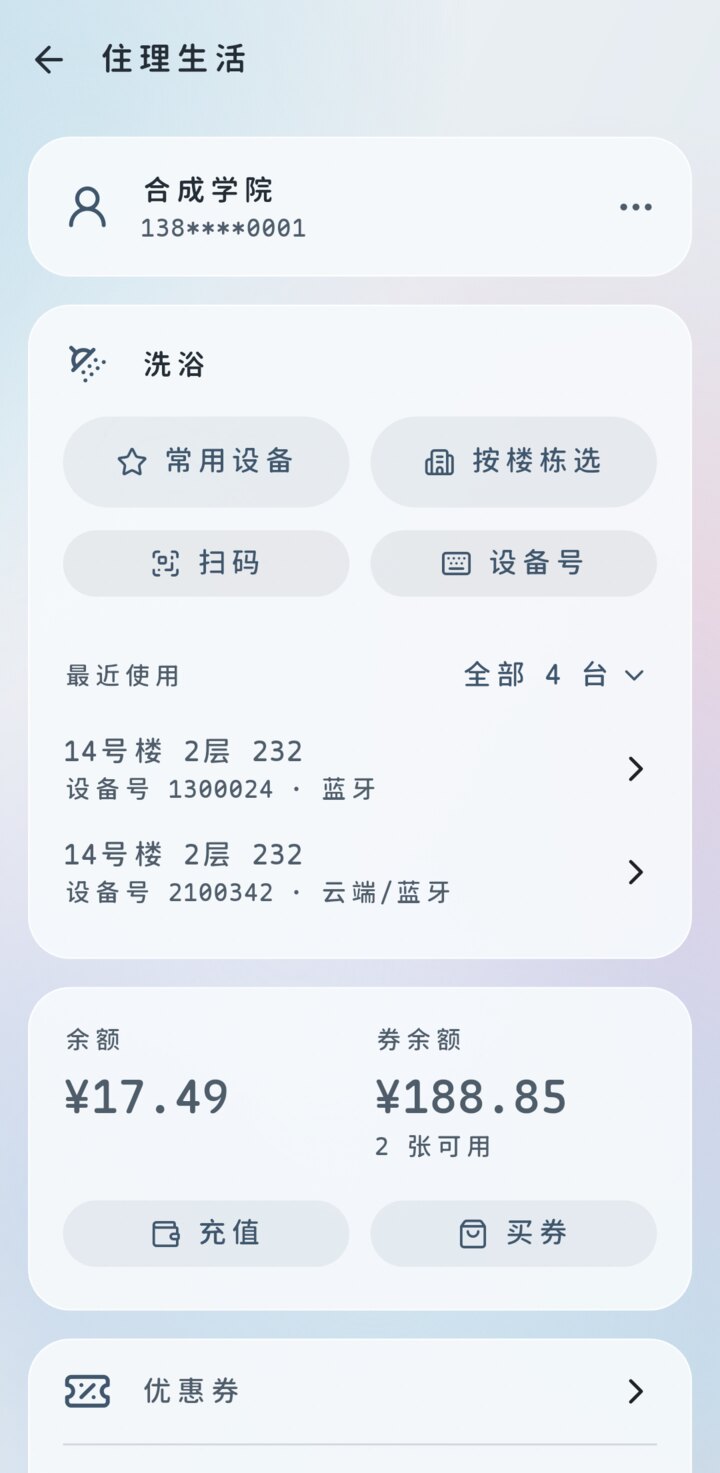 住理生活
合成学院
138****0001
洗浴
常用设备
按楼栋选
扫码
设备号
最近使用
全部 4 台
14号楼 2层 232
设备号 1300024 · 蓝牙
14号楼 2层 232
设备号 2100342 · 云端/蓝牙
余额
券余额
¥17.49
¥188.85
2 张可用
充值
买券
优惠券